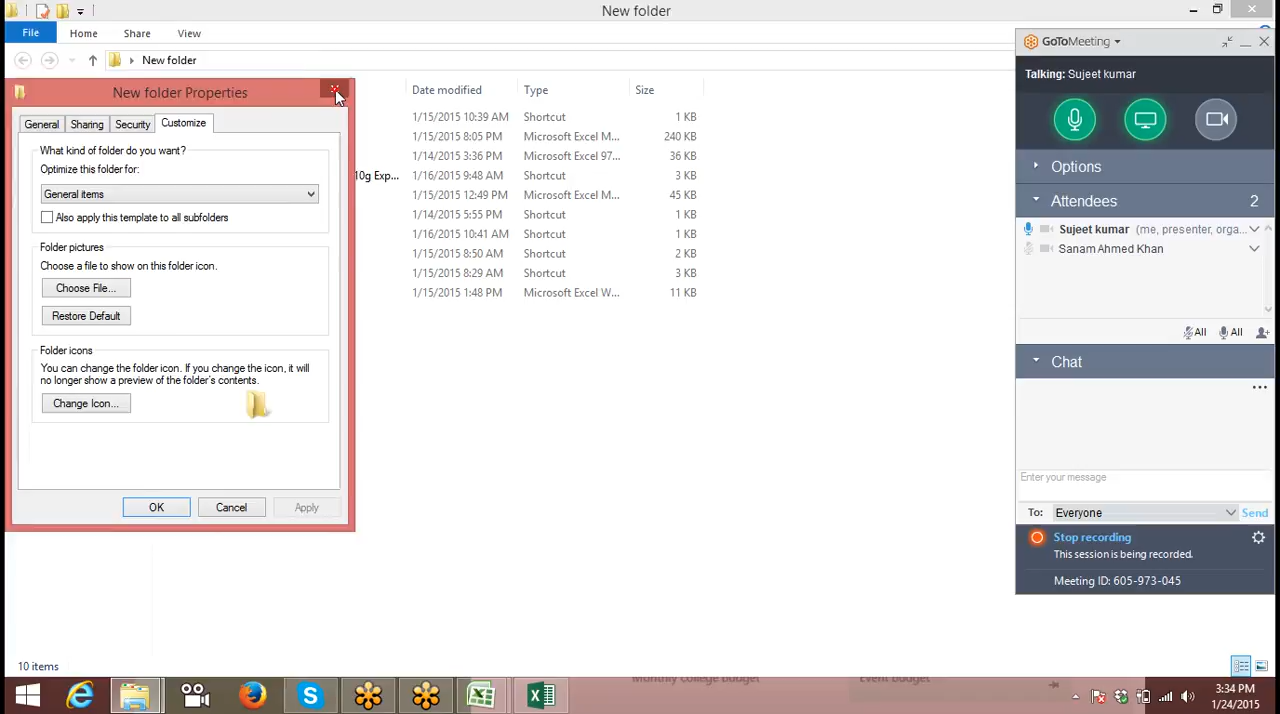 New folder
File Home Share View
New folder
New folder Properties
General Sharing Security Customize
What kind of folder do you want?
Optimize this folder for:
General items
Also apply this template to all subfolders
Folder pictures
Choose a file to show on this folder icon.
Choose File...
Restore Default
Folder icons
You can change the folder icon. If you change the icon, it will
no longer show a preview of the folder's contents.
Change Icon...
OK Cancel Apply
Date modified Type Size
1/15/2015 10:39 AM Shortcut 1 KB
1/15/2015 8:05 PM Microsoft Excel M... 240 KB
1/14/2015 3:36 PM Microsoft Excel 97... 36 KB
10g Exp... 1/16/2015 9:48 AM Shortcut 3 KB
1/15/2015 12:49 PM Microsoft Excel M... 45 KB
1/14/2015 5:55 PM Shortcut 1 KB
1/16/2015 10:41 AM Shortcut 1 KB
1/15/2015 8:50 AM Shortcut 2 KB
1/15/2015 8:29 AM Shortcut 3 KB
1/15/2015 1:48 PM Microsoft Excel W... 11 KB
GoToMeeting
Talking: Sujeet kumar
Options
Attendees 2
Sujeet kumar (me, presenter, orga...
Sanam Ahmed Khan
All All
Chat
Enter your message
To: Everyone Send
Stop recording
This session is being recorded.
Meeting ID: 605-973-045
10 items
Monthly College Budget Event Budget
3:34 PM
1/24/2015